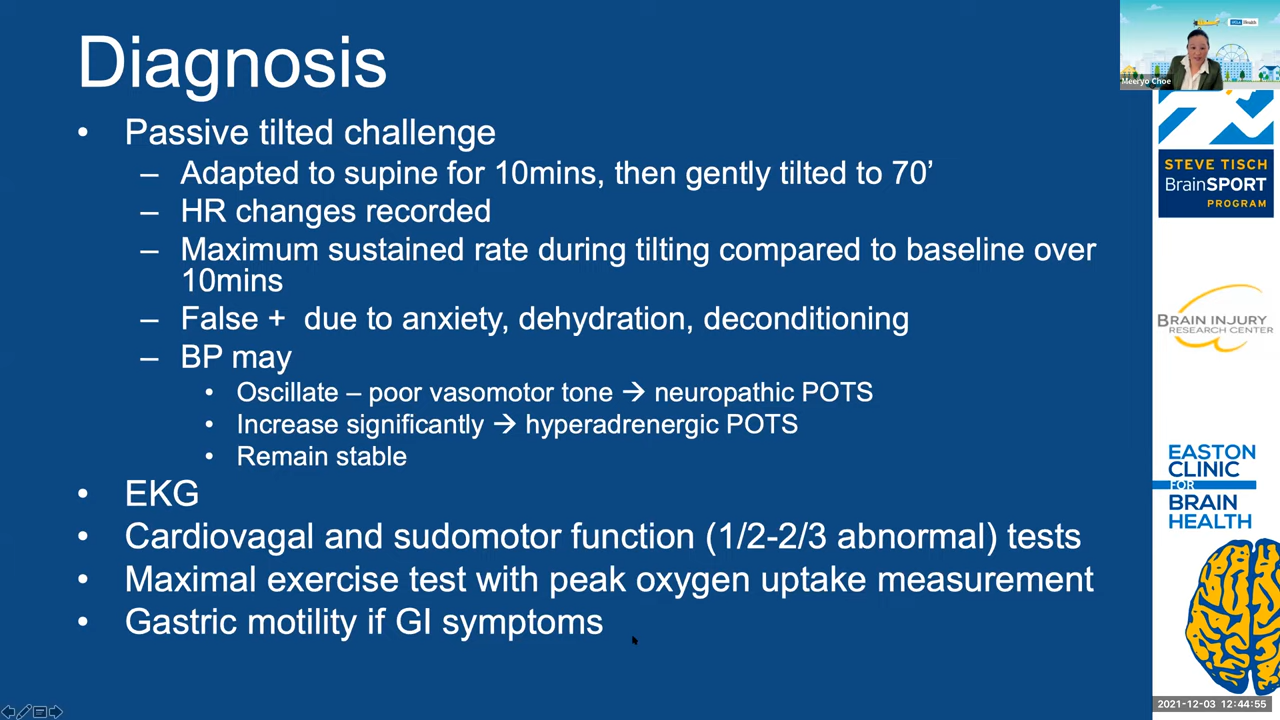 Diagnosis
• Passive tilted challenge
– Adapted to supine for 10mins, then gently tilted to 70’
– HR changes recorded
– Maximum sustained rate during tilting compared to baseline over
10mins
– False + due to anxiety, dehydration, deconditioning
– BP may
• Oscillate – poor vasomotor tone → neuropathic POTS
• Increase significantly → hyperadrenergic POTS
• Remain stable
• EKG
• Cardiovagal and sudomotor function (1/2-2/3 abnormal) tests
• Maximal exercise test with peak oxygen uptake measurement
• Gastric motility if GI symptoms
Meeryo Choe
STEVE TISCH
BrainSPORT
PROGRAM
BRAIN INJURY
RESEARCH CENTER
EASTON
CLINIC
FOR
BRAIN
HEALTH
2021-12-03 12:44:55